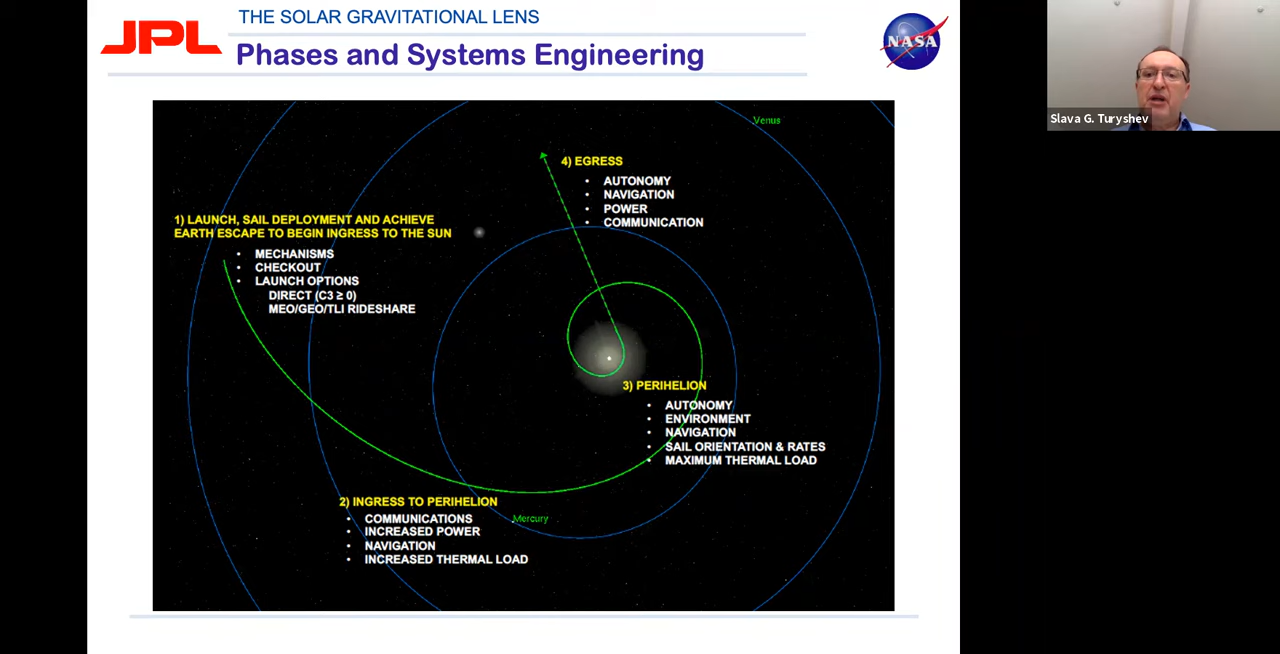 JPL
THE SOLAR GRAVITATIONAL LENS
Phases and Systems Engineering
NASA
Slava G. Turyshev
Venus
4) EGRESS
• AUTONOMY
• NAVIGATION
• POWER
• COMMUNICATION
1) LAUNCH, SAIL DEPLOYMENT AND ACHIEVE
EARTH ESCAPE TO BEGIN INGRESS TO THE SUN
• MECHANISMS
• CHECKOUT
• LAUNCH OPTIONS
DIRECT (C3 ≥ 0)
MEO/GEO/TLI RIDESHARE
3) PERIHELION
• AUTONOMY
• ENVIRONMENT
• NAVIGATION
• SAIL ORIENTATION & RATES
• MAXIMUM THERMAL LOAD
2) INGRESS TO PERIHELION
• COMMUNICATIONS
• INCREASED POWER
• NAVIGATION
• INCREASED THERMAL LOAD
Mercury